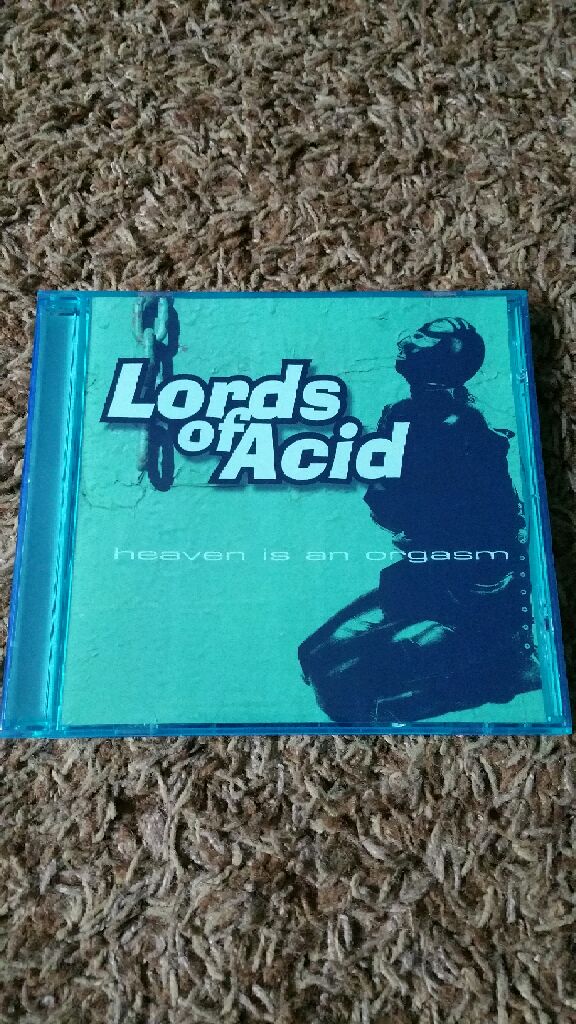 Lords
of
Acid
heaven is an orgasm